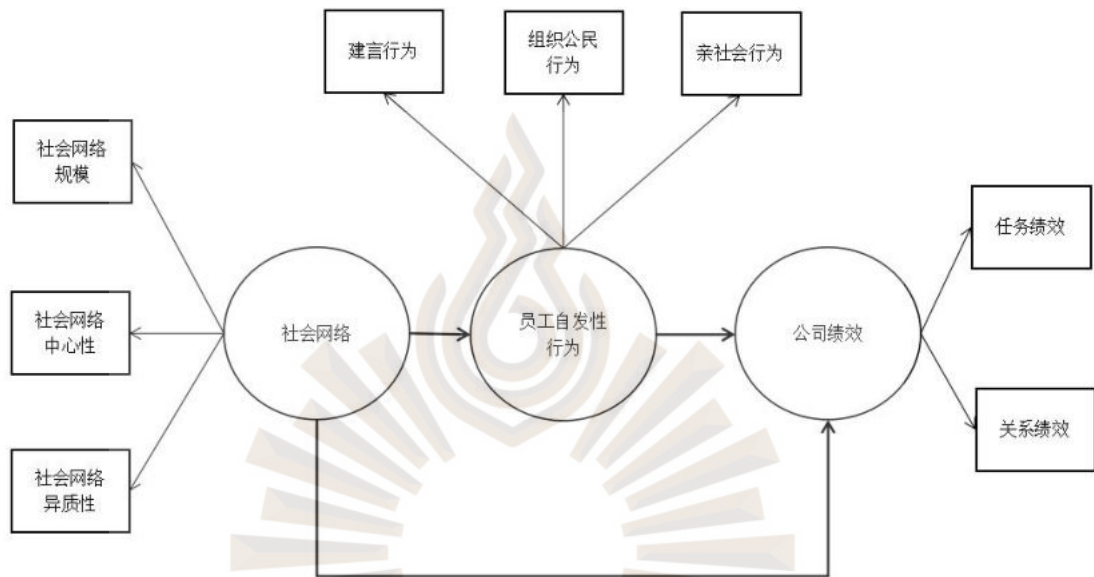 建言行为
组织公民
行为
亲社会行为
社会网络
规模
社会网络
中心性
社会网络
异质性
社会网络
员工自发性
行为
公司绩效
任务绩效
关系绩效